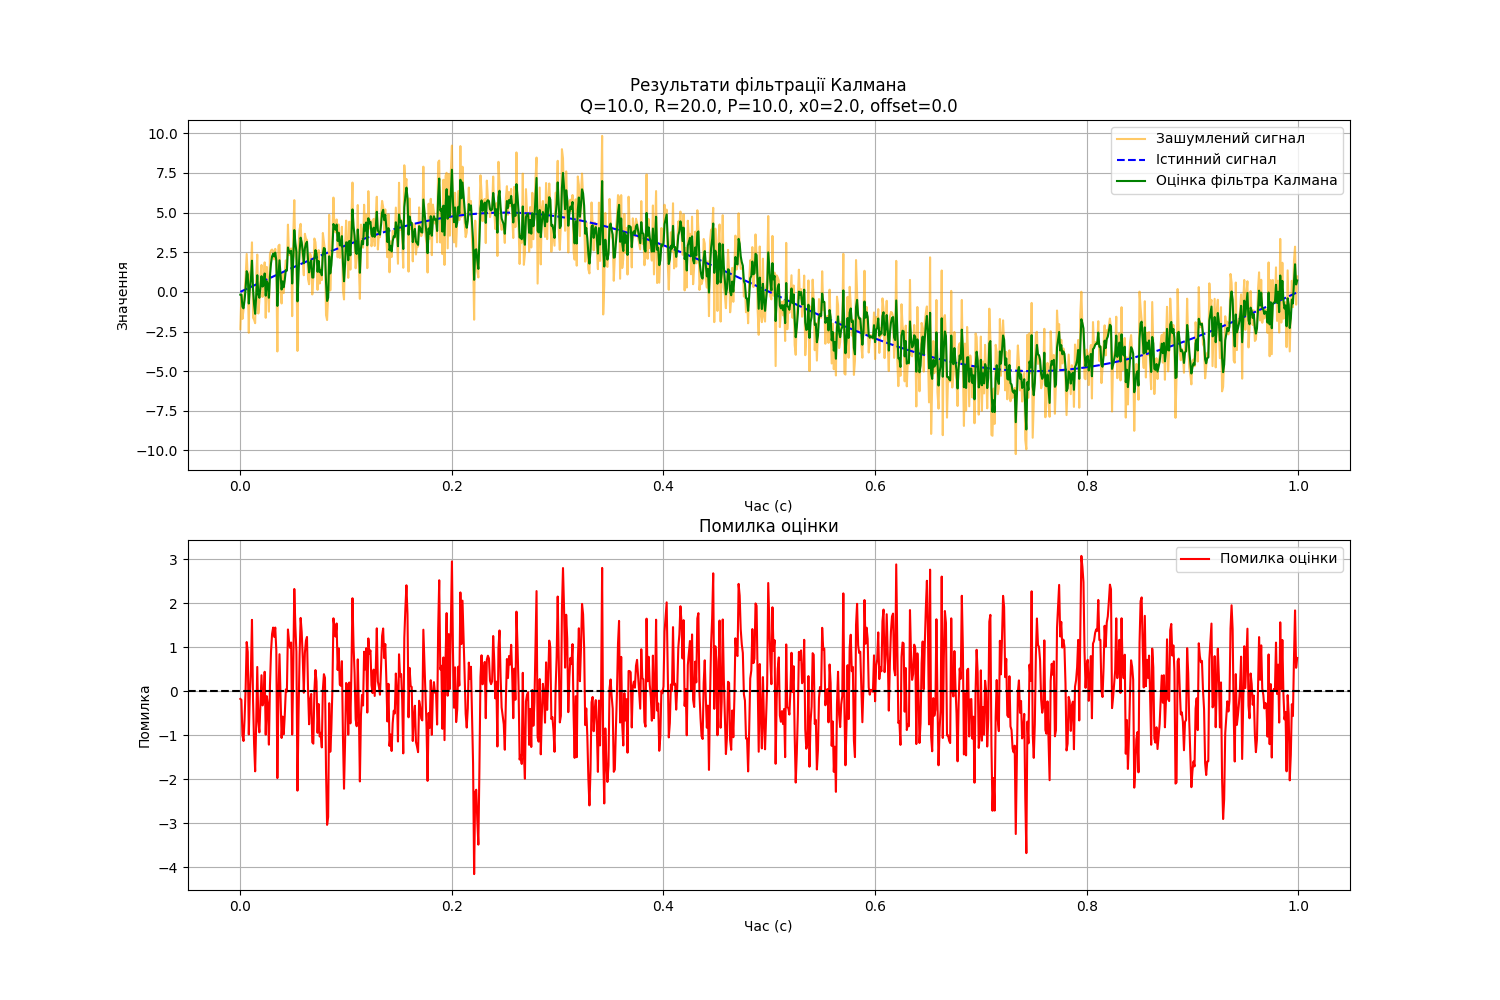 Результати фільтрації Калмана
Q=10.0, R=20.0, P=10.0, x0=2.0, offset=0.0
Зашумлений сигнал
Істинний сигнал
Оцінка фільтра Калмана
Значення
10.0
7.5
5.0
2.5
0.0
−2.5
−5.0
−7.5
−10.0
0.0 0.2 0.4 0.6 0.8 1.0
Час (с)
Помилка оцінки
Помилка оцінки
Помилка
3
2
1
0
−1
−2
−3
−4
0.0 0.2 0.4 0.6 0.8 1.0
Час (с)